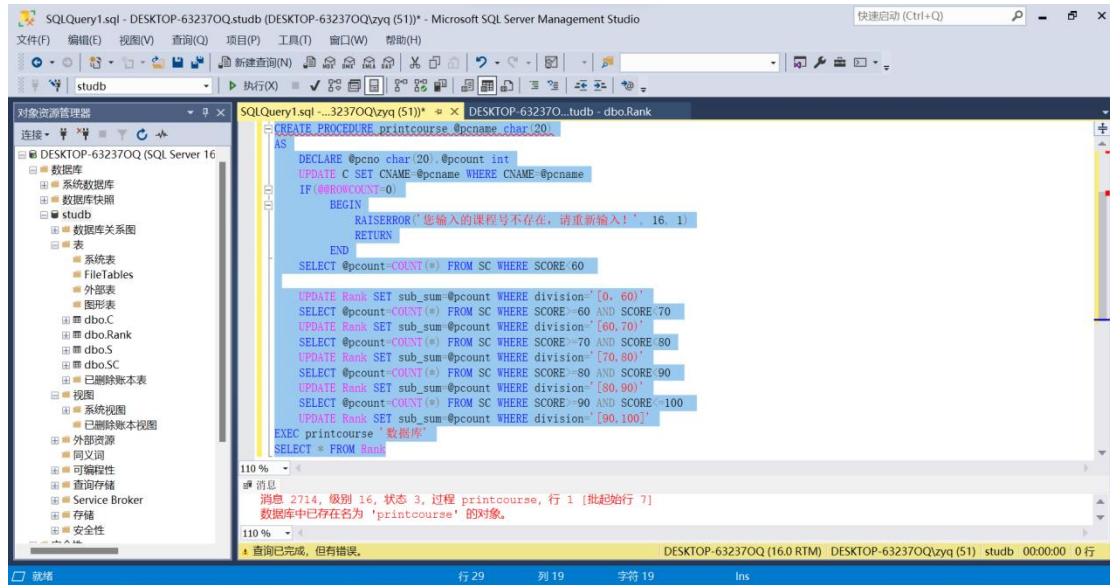 SQLQuery1.sql - DESKTOP-63237OQ.studb (DESKTOP-63237OQ\zyq (51))* - Microsoft SQL Server Management Studio
快速启动 (Ctrl+Q)
文件(F) 编辑(E) 视图(V) 查询(Q) 项目(P) 工具(T) 窗口(W) 帮助(H)
新建查询(N)
studb
执行(X)
对象资源管理器
SQLQuery1.sql -...3237OQ\zyq (51))*
DESKTOP-63237O...tudb - dbo.Rank
连接
DESKTOP-63237OQ (SQL Server 16
数据库
系统数据库
数据库快照
studb
数据库关系图
表
系统表
FileTables
外部表
图形表
dbo.C
dbo.Rank
dbo.S
dbo.SC
已删除账本表
视图
系统视图
已删除账本视图
外部资源
同义词
可编程性
查询存储
Service Broker
存储
安全性
CREATE PROCEDURE printcourse @pcname char(20)
AS
DECLARE @pcno char(20),@pcount int
UPDATE C SET CNAME=@pcname WHERE CNAME=@pcname
IF(@@ROWCOUNT=0)
BEGIN
RAISERROR('您输入的课程号不存在，请重新输入！', 16, 1)
RETURN
END
SELECT @pcount=COUNT(*) FROM SC WHERE SCORE<60
UPDATE Rank SET sub_sum=@pcount WHERE division='[0，60)'
SELECT @pcount=COUNT(*) FROM SC WHERE SCORE>=60 AND SCORE<70
UPDATE Rank SET sub_sum=@pcount WHERE division='[60,70)'
SELECT @pcount=COUNT(*) FROM SC WHERE SCORE>=70 AND SCORE<80
UPDATE Rank SET sub_sum=@pcount WHERE division='[70,80)'
SELECT @pcount=COUNT(*) FROM SC WHERE SCORE>=80 AND SCORE<90
UPDATE Rank SET sub_sum=@pcount WHERE division='[80,90)'
SELECT @pcount=COUNT(*) FROM SC WHERE SCORE>=90 AND SCORE<=100
UPDATE Rank SET sub_sum=@pcount WHERE division='[90,100]'
EXEC printcourse '数据库'
SELECT * FROM Rank
110 %
消息
消息 2714, 级别 16, 状态 3, 过程 printcourse, 行 1 [批起始行 7]
数据库中已存在名为 'printcourse' 的对象。
110 %
查询已完成，但有错误。
DESKTOP-63237OQ (16.0 RTM) DESKTOP-63237OQ\zyq (51) studb 00:00:00 0 行
就绪 行 29 列 19 字符 19 Ins